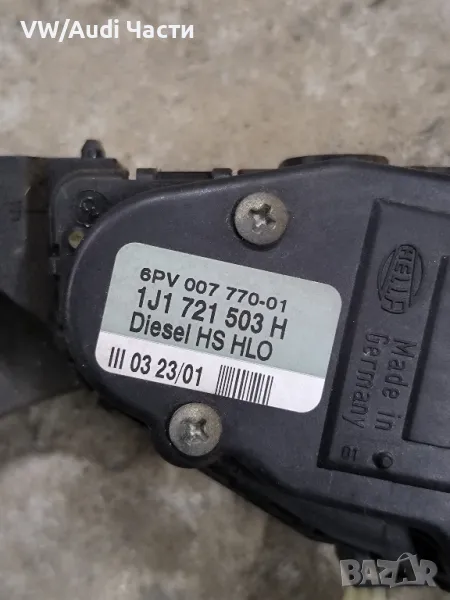 VW/Audi Части
6PV 007 770-01
1J1 721 503 H
Diesel HS HLO
III 03 23/01
HELLA
Made in
Germany
01
BAZAR